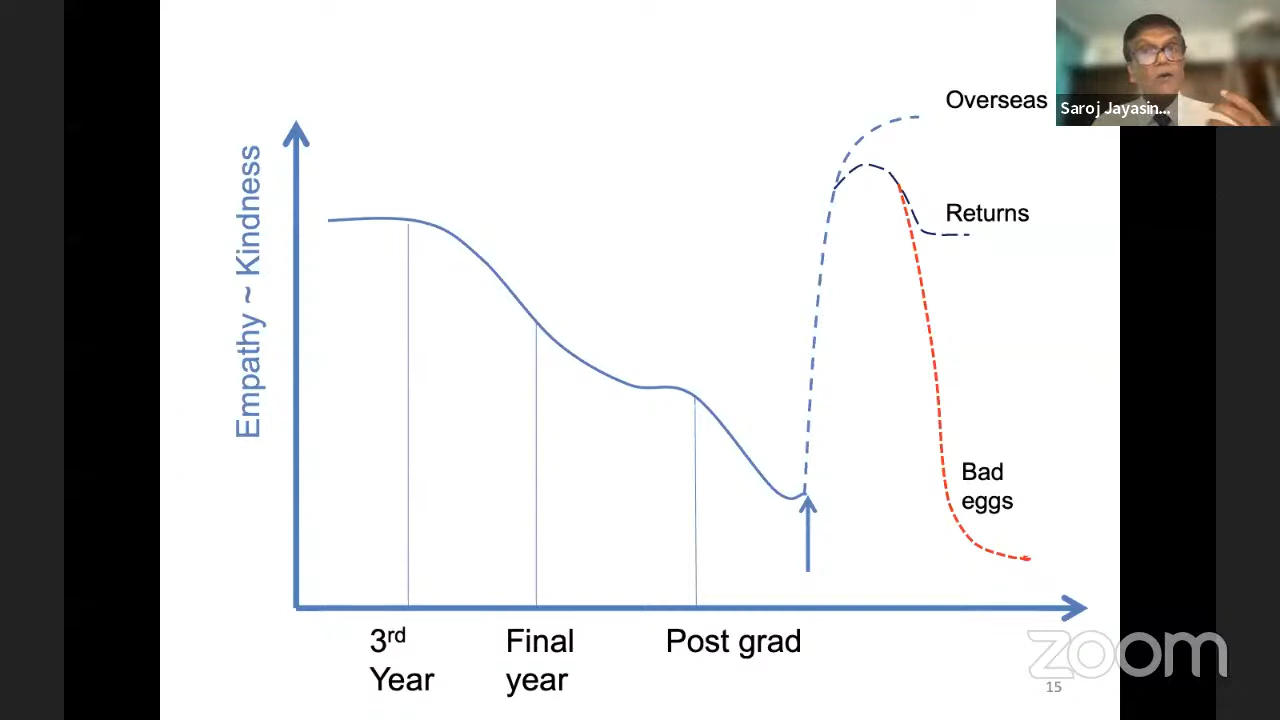 Overseas
Saroj Jayasin...
Empathy ~ Kindness
Returns
Bad
eggs
3rd
Year
Final
year
Post grad
zoom
15